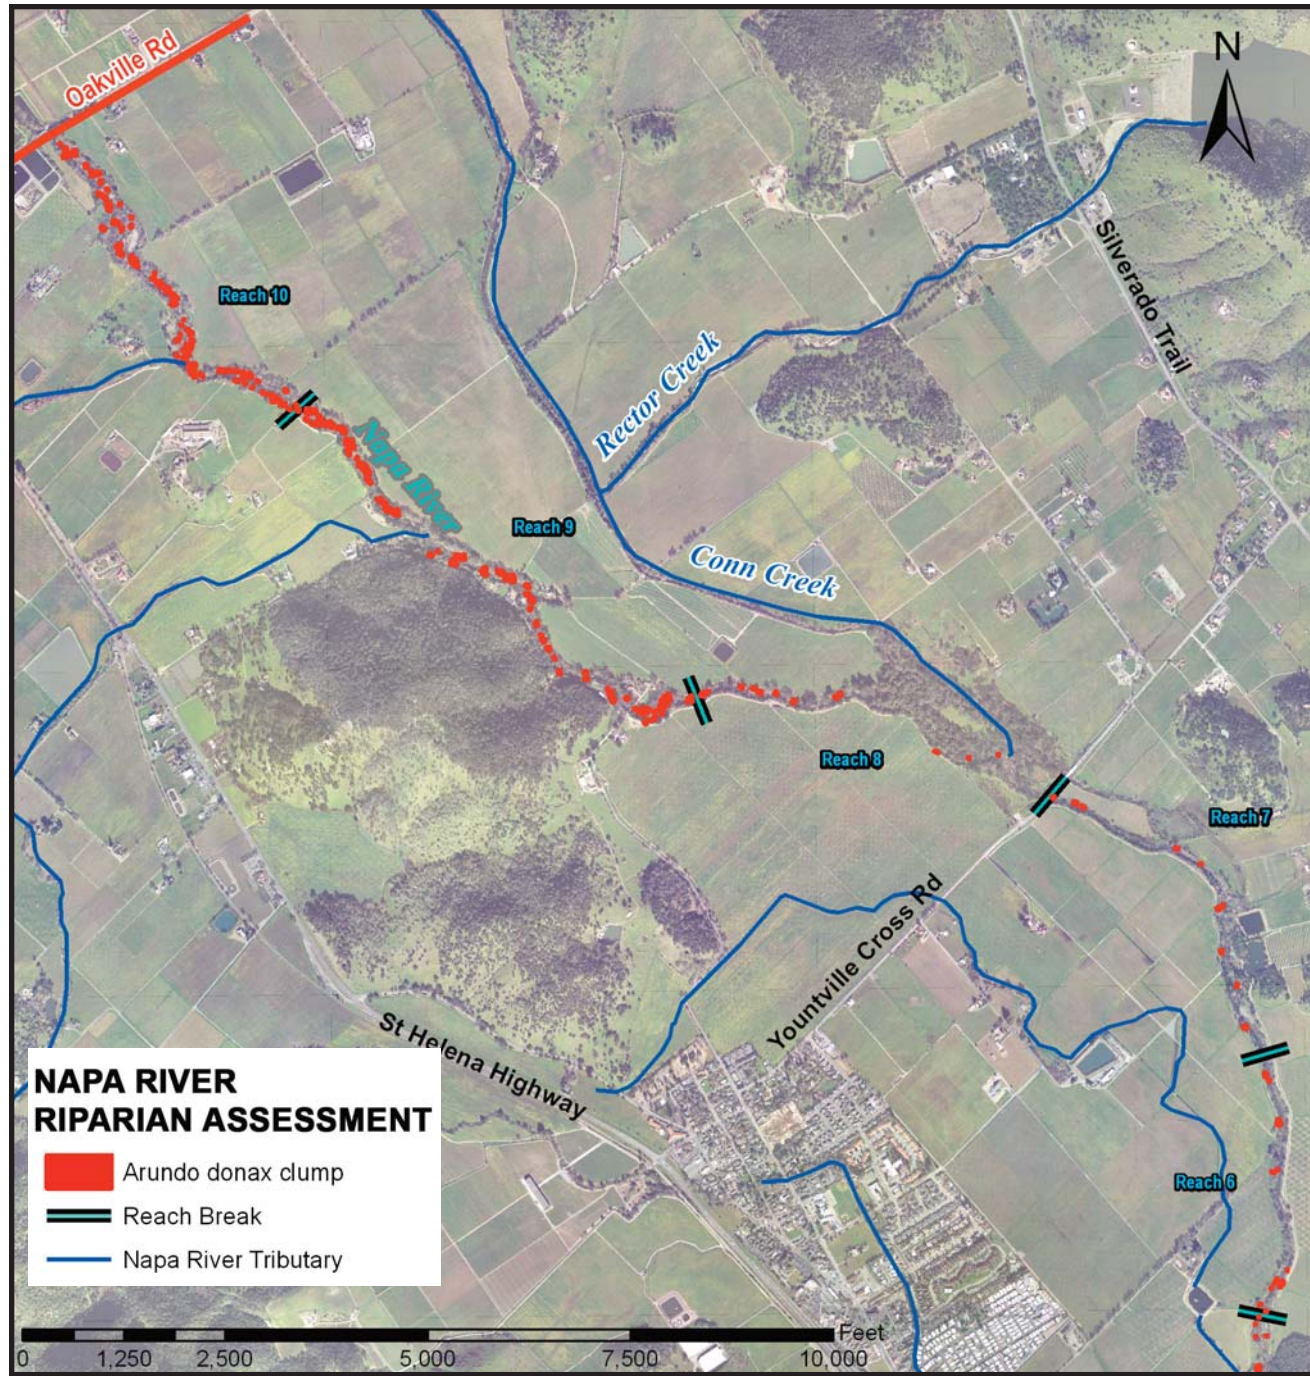 Oakville Rd
N
Silverado Trail
Reach 10
Rector Creek
Napa River
Reach 9
Conn Creek
Reach 8
Reach 7
Yountville Cross Rd
St Helena Highway
Reach 6
NAPA RIVER
RIPARIAN ASSESSMENT
Arundo donax clump
Reach Break
Napa River Tributary
Feet
0 1,250 2,500 5,000 7,500 10,000